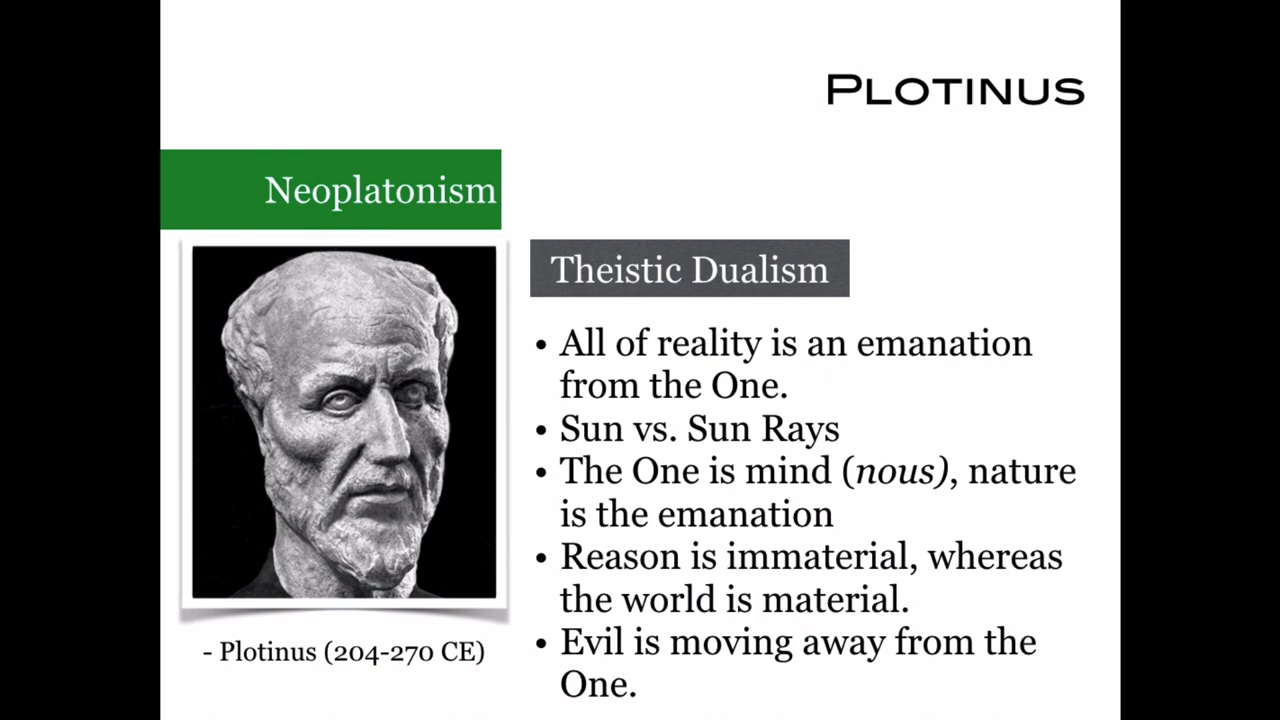 PLOTINUS
Neoplatonism
Theistic Dualism
• All of reality is an emanation
from the One.
• Sun vs. Sun Rays
• The One is mind (nous), nature
is the emanation
• Reason is immaterial, whereas
the world is material.
• Evil is moving away from the
One.
- Plotinus (204-270 CE)